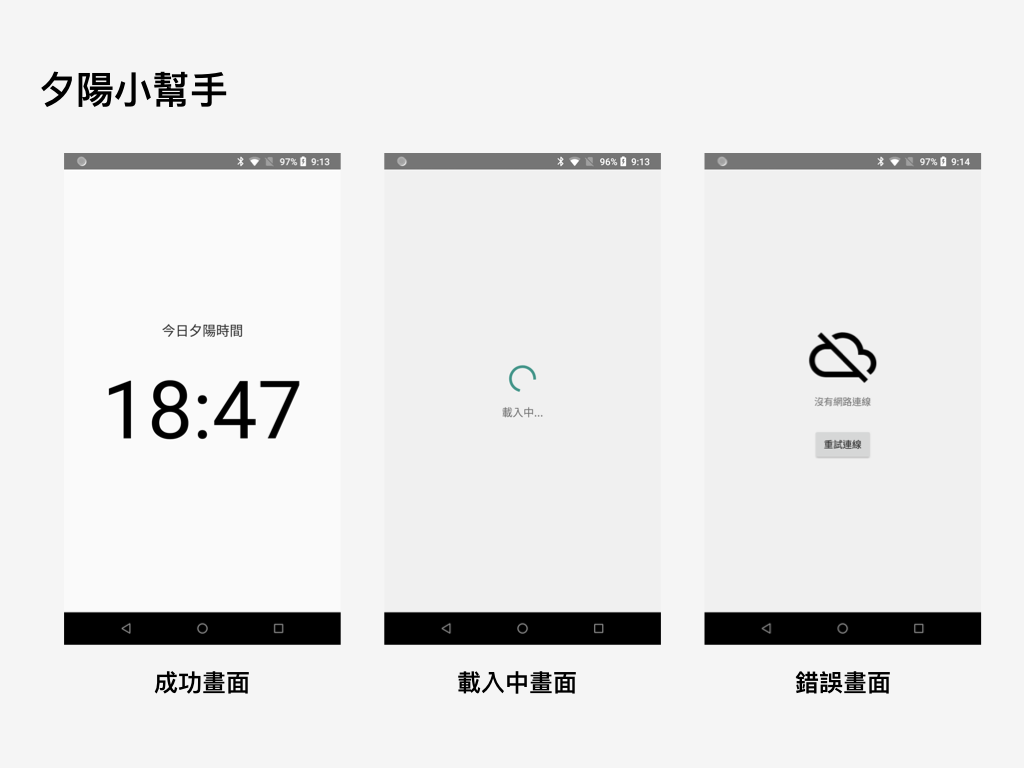 夕陽小幫手
97% 9:13
今日夕陽時間
18:47
成功畫面
96% 9:13
載入中...
載入中畫面
97% 9:14
沒有網路連線
重試連線
錯誤畫面